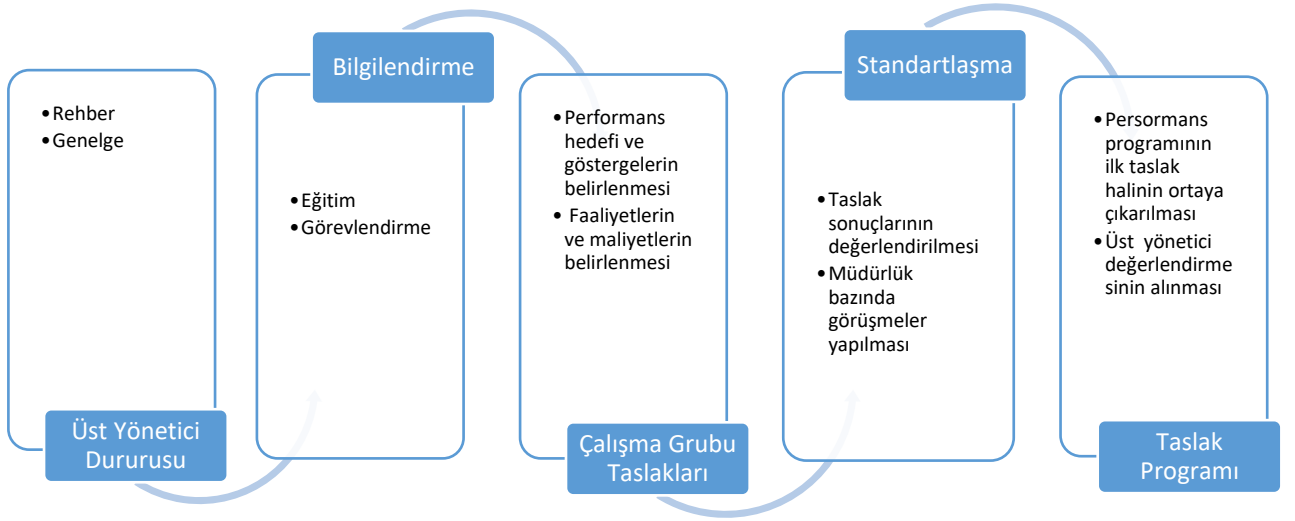 •Rehber
•Genelge
Üst Yönetici
Dururusu
Bilgilendirme
•Eğitim
•Görevlendirme
•Performans
hedefi ve
göstergelerin
belirlenmesi
• Faaliyetlerin
ve maliyetlerin
belirlenmesi
Çalışma Grubu
Taslakları
Standartlaşma
•Taslak
sonuçlarının
değerlendirilmesi
•Müdürlük
bazında
görüşmeler
yapılması
•Persormans
programının
ilk taslak
halinin ortaya
çıkarılması
•Üst yönetici
değerlendirme
sinin alınması
Taslak
Programı